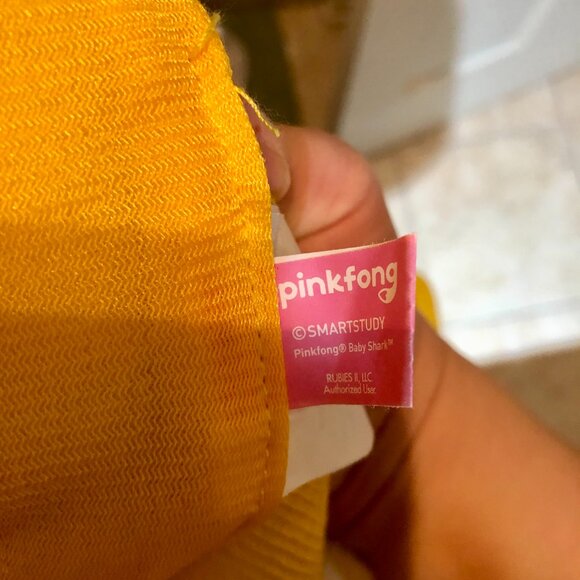 pinkfong
©SMARTSTUDY
Pinkfong® Baby Shark™
RUBIES II, LLC
Authorized User